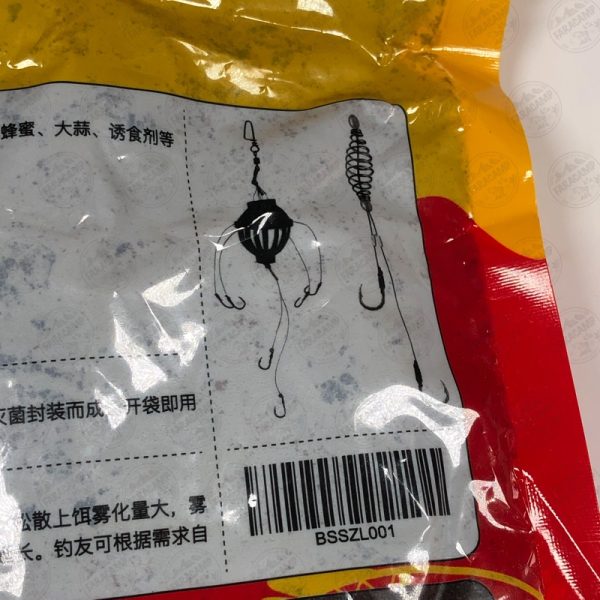 蜂蜜、大蒜、诱食剂等
灭菌封装而成 开袋即用
松散上饵雾化量大，雾
长。钓友可根据需求自
BSSZL001